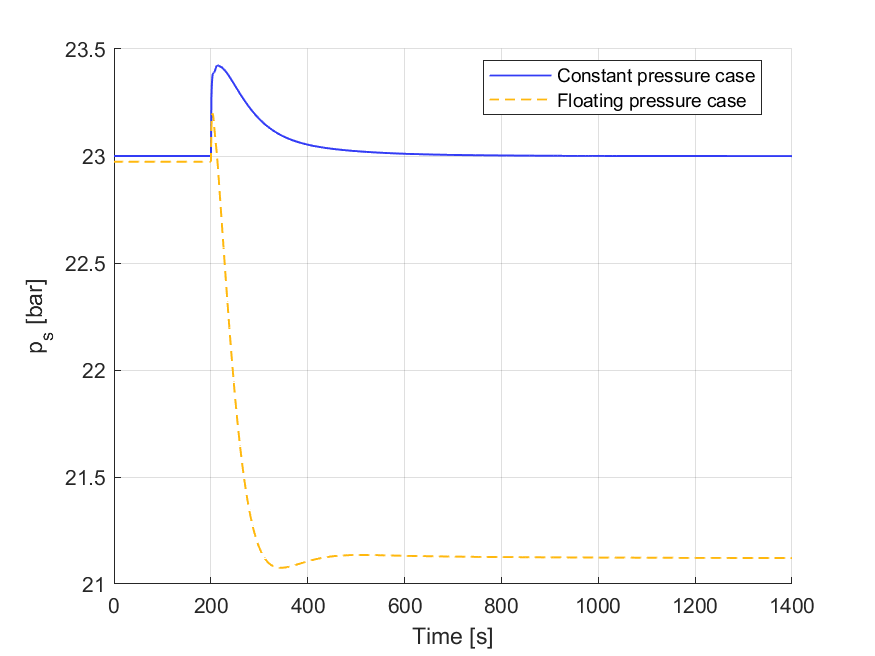 23.5
Constant pressure case
Floating pressure case
23
22.5
p_s [bar]
22
21.5
21
0 200 400 600 800 1000 1200 1400
Time [s]